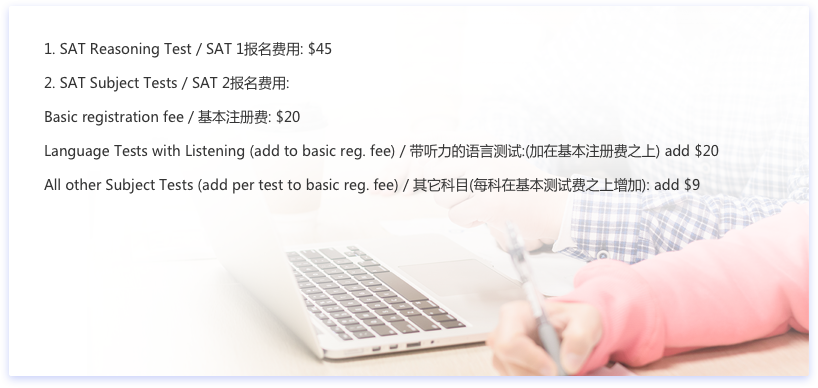 1. SAT Reasoning Test / SAT 1报名费用: $45
2. SAT Subject Tests / SAT 2报名费用:
Basic registration fee / 基本注册费: $20
Language Tests with Listening (add to basic reg. fee) / 带听力的语言测试:(加在基本注册费之上) add $20
All other Subject Tests (add per test to basic reg. fee) / 其它科目(每科在基本测试费之上增加): add $9